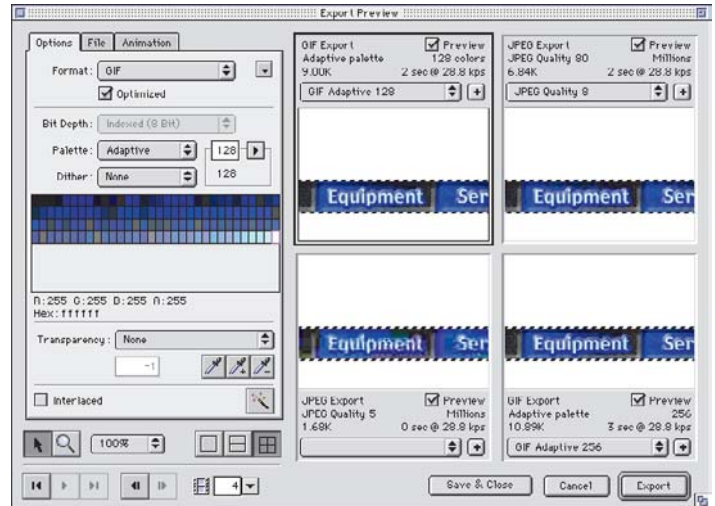 Export Preview
Options File Animation
Format: GIF
Optimized
Bit Depth: Indexed (8 Bit)
Palette: Adaptive 128
Dither: None 128
R:255 G:255 B:255 A:255
Hex: ffffff
Transparency: None
-1
Interlaced
100%
4
GIF Export Preview
Adaptive palette 128 colors
9.00K 2 sec @ 28.8 kps
GIF Adaptive 128
Equipment Ser
JPEG Export Preview
JPEG Quality 80 Millions
6.84K 2 sec @ 28.8 kps
JPEG Quality 8
Equipment Ser
Equipment Ser
JPEG Export Preview
JPEG Quality 5 Millions
1.68K 0 sec @ 28.8 kps
Equipment Ser
GIF Export Preview
Adaptive palette 256
10.89K 3 sec @ 28.8 kps
GIF Adaptive 256
Save & Close Cancel Export